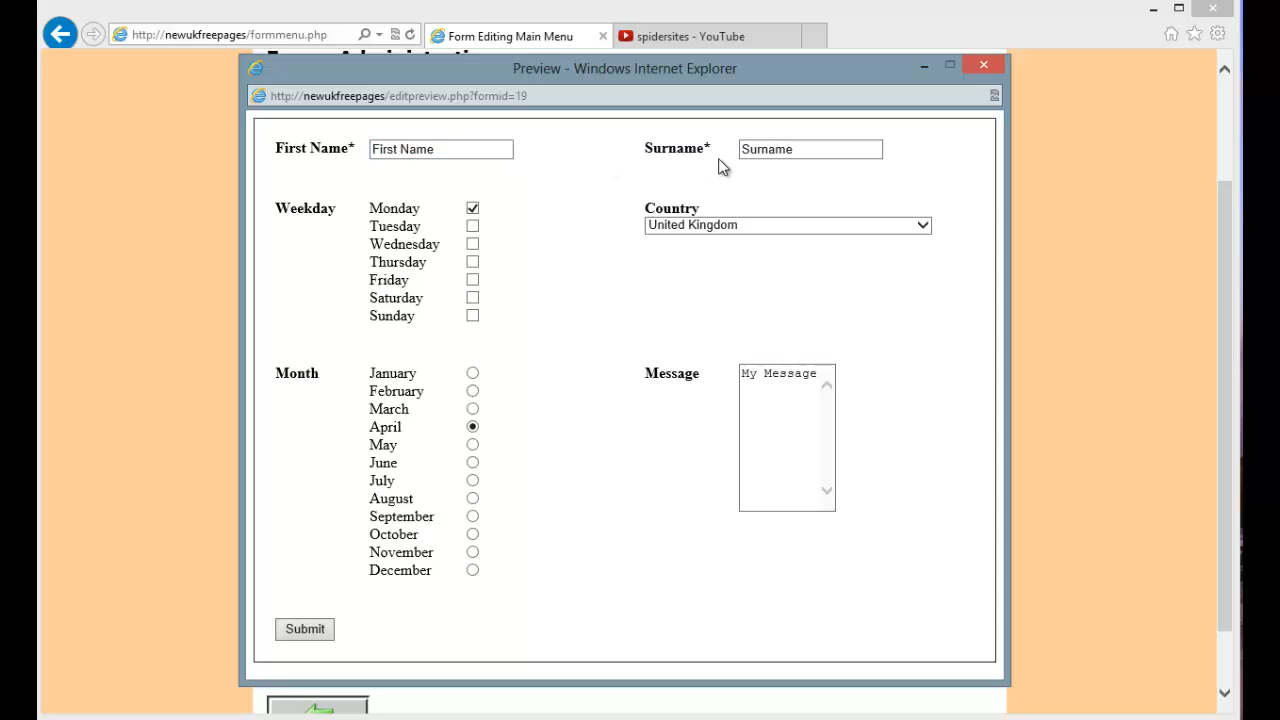 http://newukfreepages/formmenu.php
Form Editing Main Menu
spidersites - YouTube
Preview - Windows Internet Explorer
http://newukfreepages/editpreview.php?formid=19
First Name*
First Name
Surname*
Surname
Weekday
Monday
Tuesday
Wednesday
Thursday
Friday
Saturday
Sunday
Country
United Kingdom
Month
January
February
March
April
May
June
July
August
September
October
November
December
Message
My Message
Submit